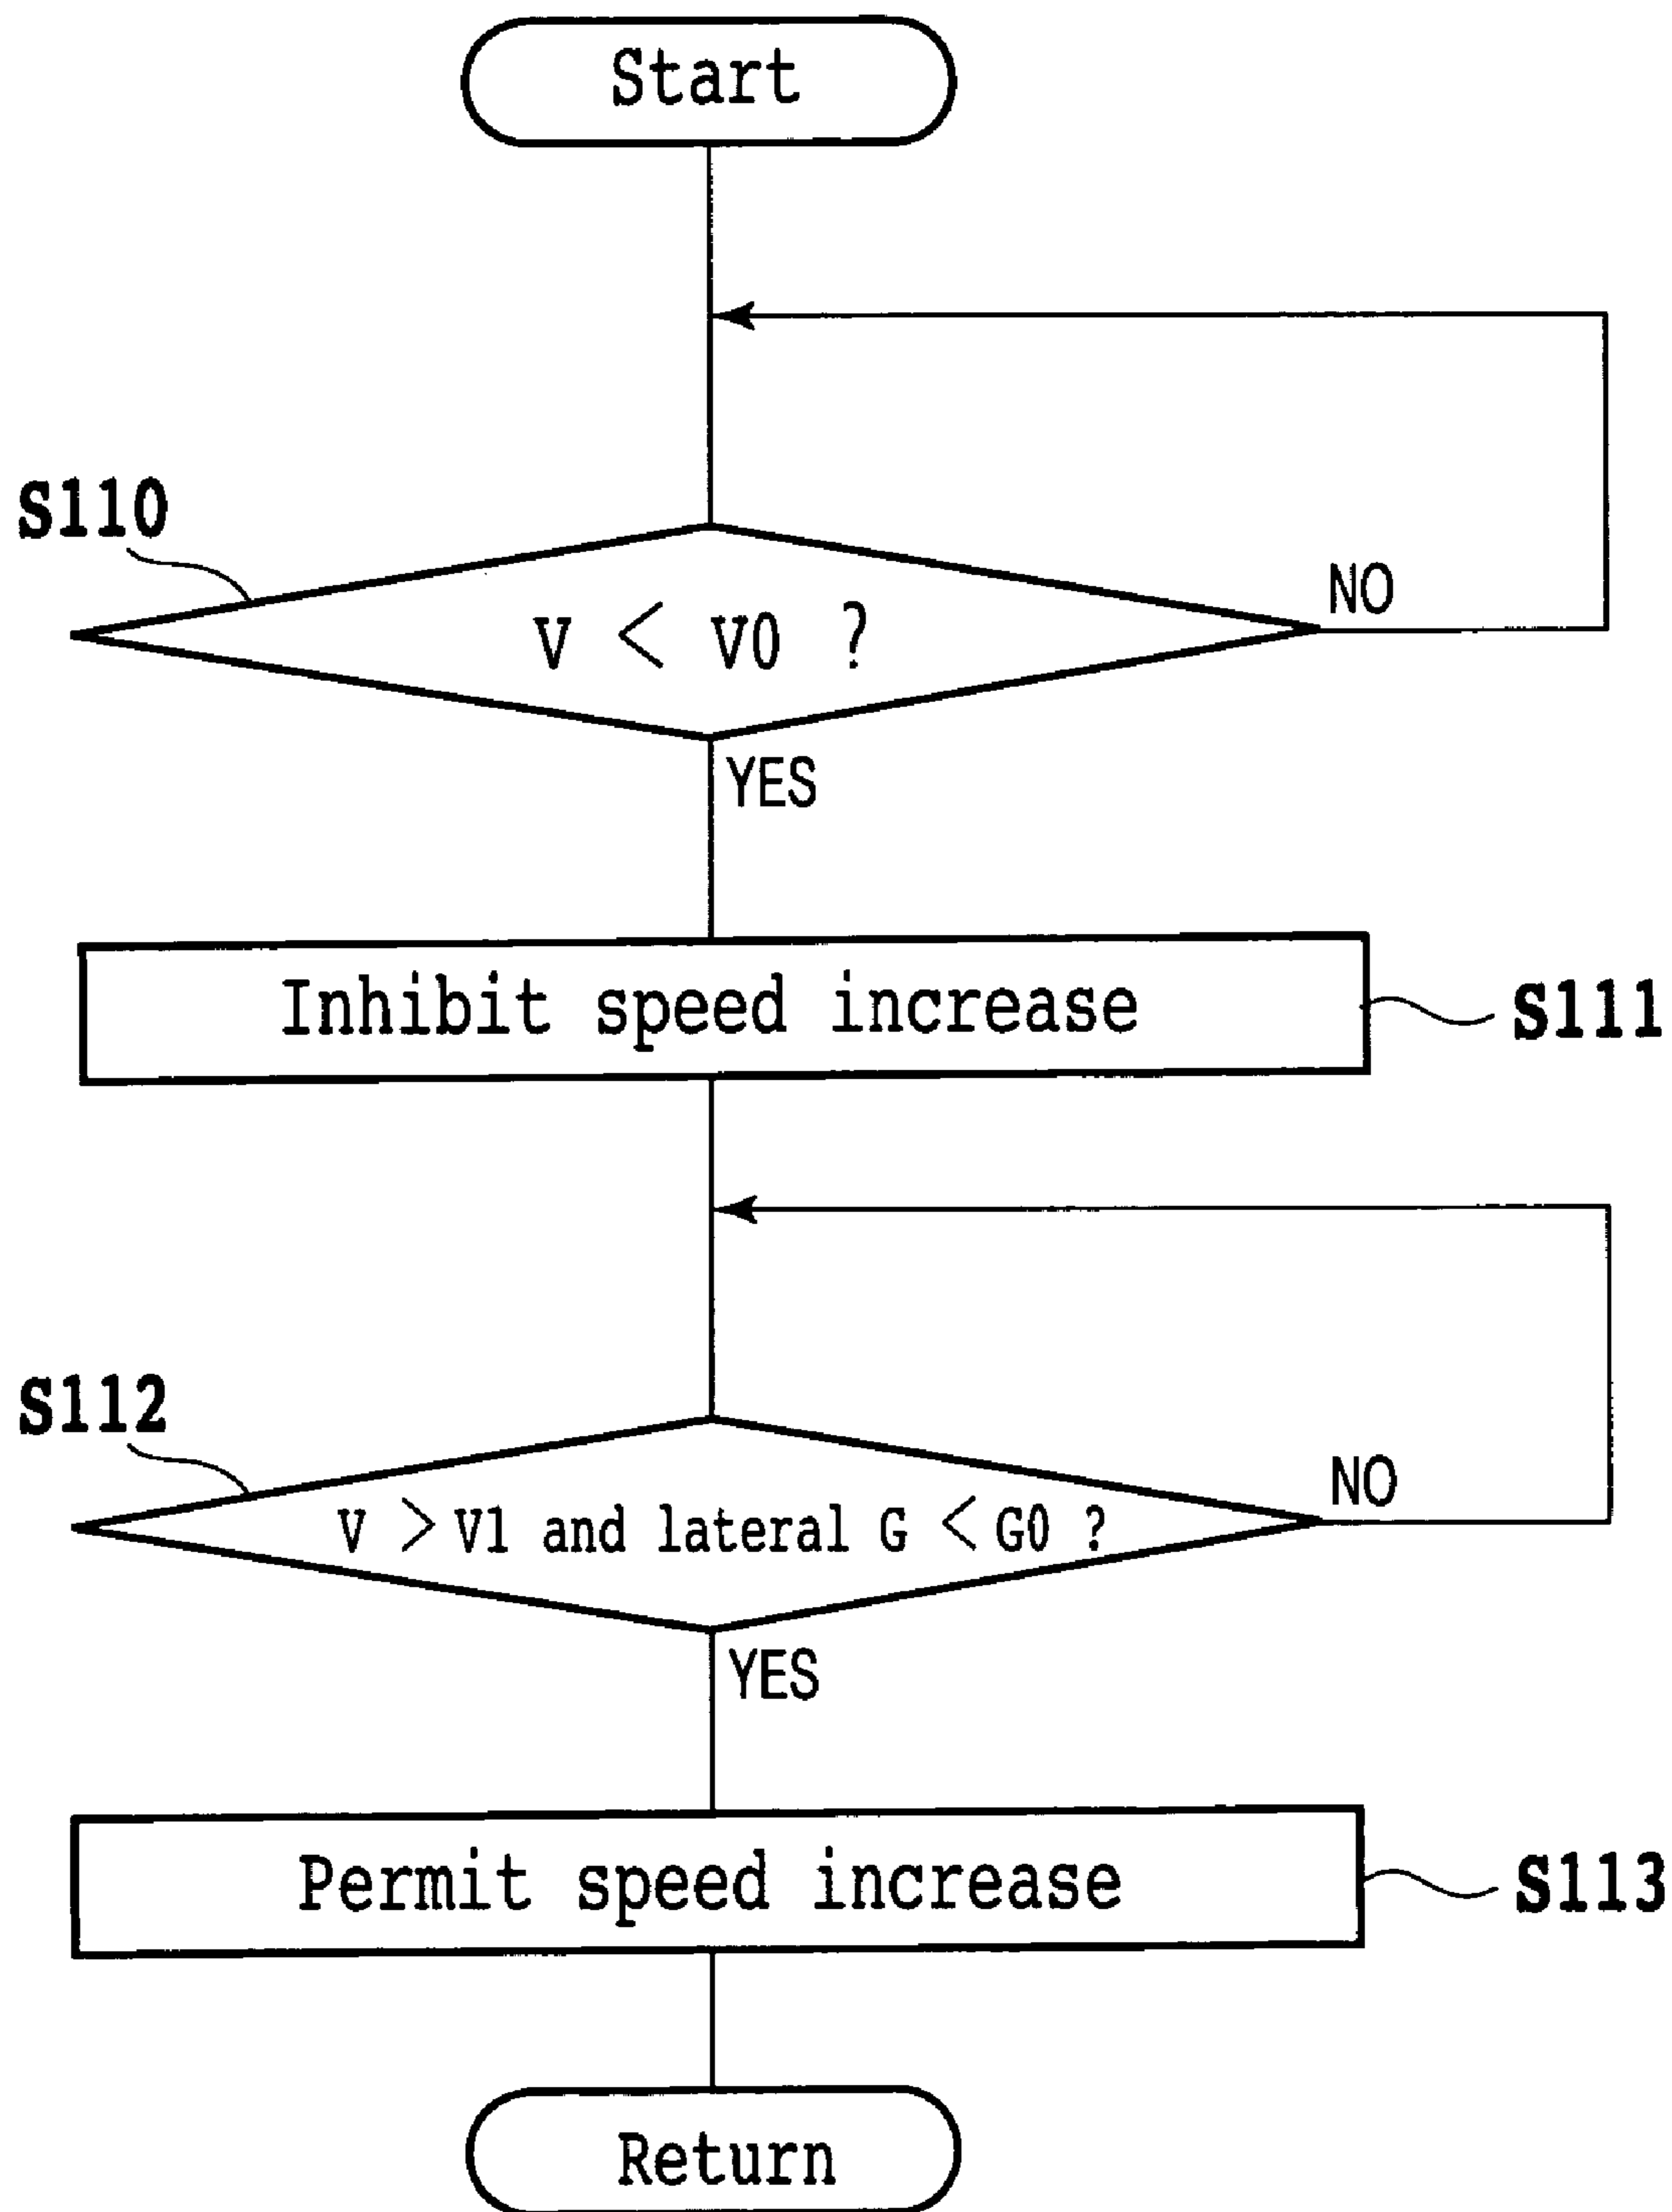 Start
S110
V < V0 ?
NO
YES
Inhibit speed increase
S111
S112
V > V1 and lateral G < G0 ?
NO
YES
Permit speed increase
S113
Return